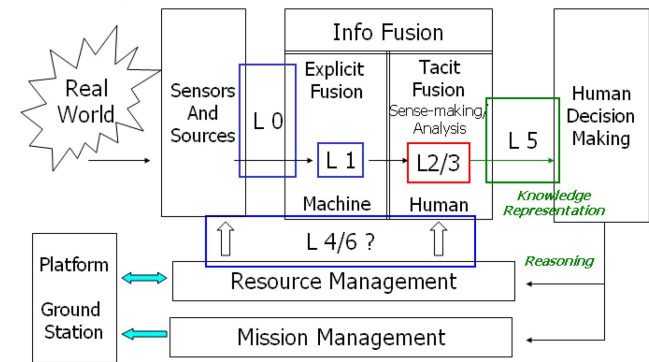 Info Fusion
Real
World
Sensors
And
Sources
L 0
Explicit
Fusion
L 1
Machine
Tacit
Fusion
Sense-making/
Analysis
L2/3
Human
L 5
Human
Decision
Making
Knowledge
Representation
L 4/6 ?
Reasoning
Platform
Ground
Station
Resource Management
Mission Management